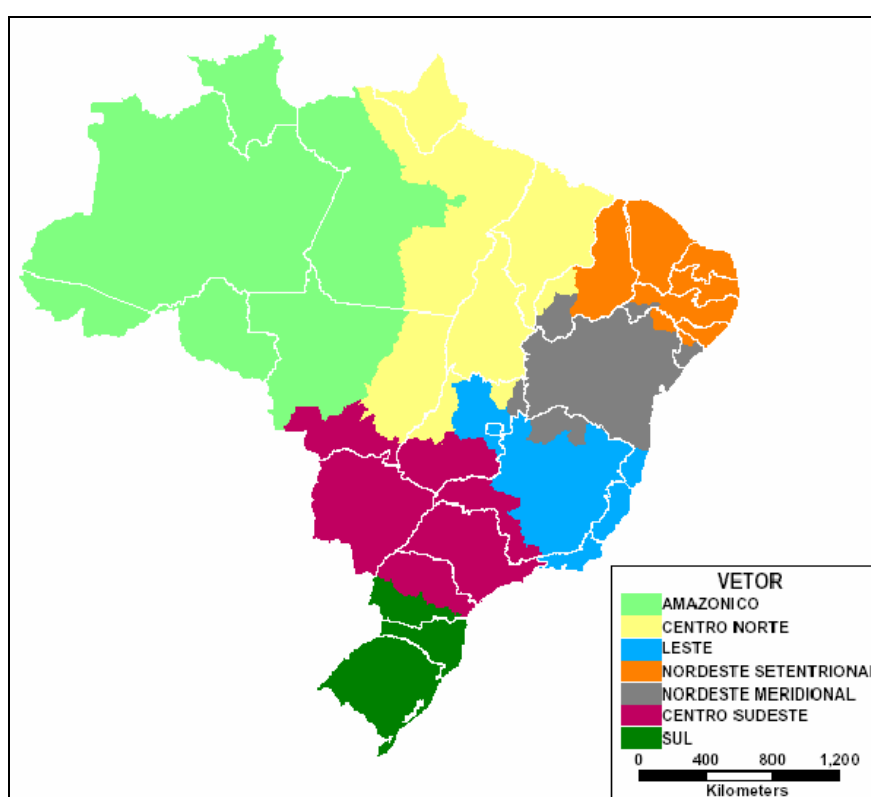 VETOR
AMAZONICO
CENTRO NORTE
LESTE
NORDESTE SETENTRIONAL
NORDESTE MERIDIONAL
CENTRO SUDESTE
SUL
0 400 800 1,200
Kilometers